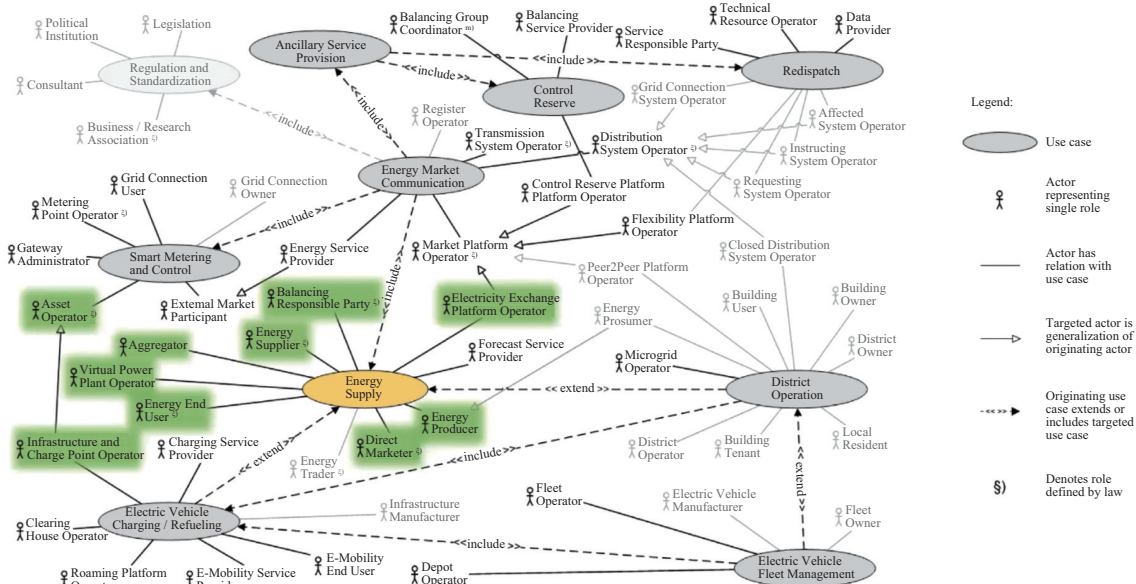 Political
Institution
Legislation
Consultant
Regulation and
Standardization
Business / Research
Association ξ)
Ancillary Service
Provision
Balancing Group
Coordinator m)
Balancing
Service Provider
Control
Reserve
Service
Responsible Party
Technical
Resource Operator
Data
Provider
Redispatch
<<include>>
<<include>>
<<include>>
<<include>>
Register
Operator
Transmission
System Operator ξ)
Distribution
System Operator ξ)
Grid Connection
System Operator
Affected
System Operator
Instructing
System Operator
Requesting
System Operator
Energy Market
Communication
Control Reserve Platform
Platform Operator
Flexibility Platform
Operator
Grid Connection
User
Grid Connection
Owner
Metering
Point Operator ξ)
Gateway
Administrator
Smart Metering
and Control
<<include>>
Energy Service
Provider
Market Platform
Operator ξ)
Closed Distribution
System Operator
Peer2Peer Platform
Operator
<<include>>
Asset
Operator ξ)
External Market
Participant
Balancing
Responsible Party ξ)
Electricity Exchange
Platform Operator
Energy
Prosumer
Building
User
Building
Owner
District
Owner
Aggregator
Energy
Supplier ξ)
Forecast Service
Provider
Microgrid
Operator
Virtual Power
Plant Operator
Energy
Supply
<<extend>>
District
Operation
Energy End
User ξ)
Energy
Producer
Infrastructure and
Charge Point Operator
Charging Service
Provider
<<extend>>
Energy
Trader ξ)
Direct
Marketer ξ)
<<include>>
District
Operator
Building
Tenant
Local
Resident
<<extend>>
Clearing
House Operator
Electric Vehicle
Charging / Refueling
Infrastructure
Manufacturer
Fleet
Operator
Electric Vehicle
Manufacturer
Fleet
Owner
<<include>>
Roaming Platform
E-Mobility Service
E-Mobility
End User
Depot
Operator
Electric Vehicle
Fleet Management
Legend:
Use case
Actor
representing
single role
Actor has
relation with
use case
Targeted actor is
generalization of
originating actor
<<>>
Originating use
case extends or
includes targeted
use case
§)
Denotes role
defined by law